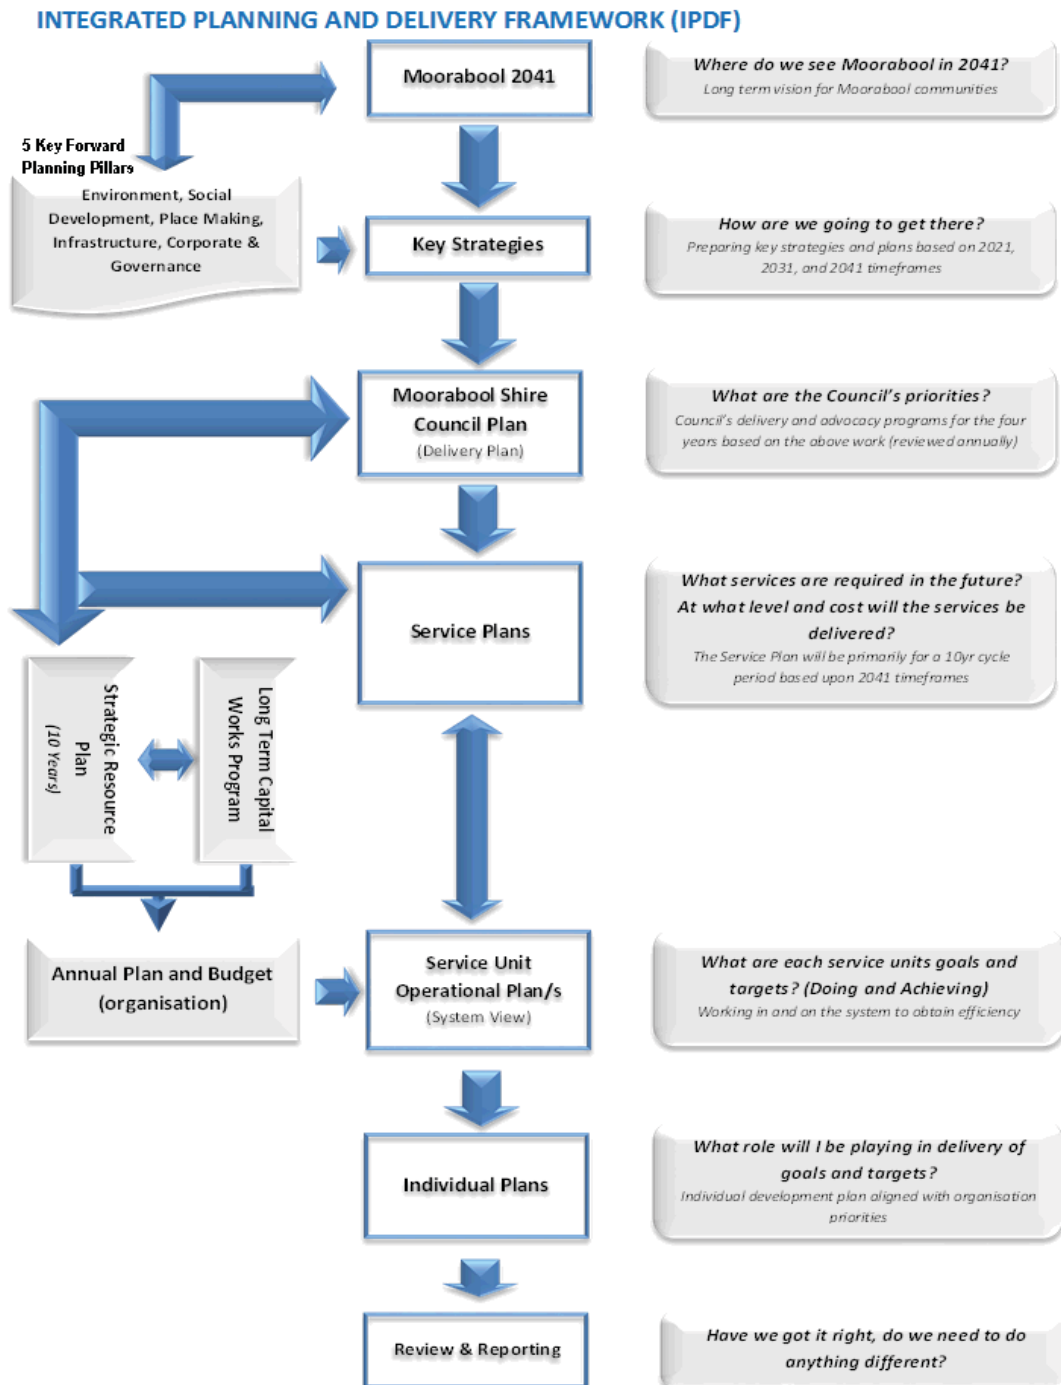 INTEGRATED PLANNING AND DELIVERY FRAMEWORK (IPDF)
Moorabool 2041
Where do we see Moorabool in 2041?
Long term vision for Moorabool communities
5 Key Forward
Planning Pillars
Environment, Social
Development, Place Making,
Infrastructure, Corporate &
Governance
Key Strategies
How are we going to get there?
Preparing key strategies and plans based on 2021,
2031, and 2041 timeframes
Moorabool Shire
Council Plan
(Delivery Plan)
What are the Council's priorities?
Council's delivery and advocacy programs for the four
years based on the above work (reviewed annually)
Service Plans
What services are required in the future?
At what level and cost will the services be
delivered?
The Service Plan will be primarily for a 10yr cycle
period based upon 2041 timeframes
Strategic Resource
Plan
(10 Years)
Long Term Capital
Works Program
Annual Plan and Budget
(organisation)
Service Unit
Operational Plan/s
(System View)
What are each service units goals and
targets? (Doing and Achieving)
Working in and on the system to obtain efficiency
Individual Plans
What role will I be playing in delivery of
goals and targets?
Individual development plan aligned with organisation
priorities
Review & Reporting
Have we got it right, do we need to do
anything different?